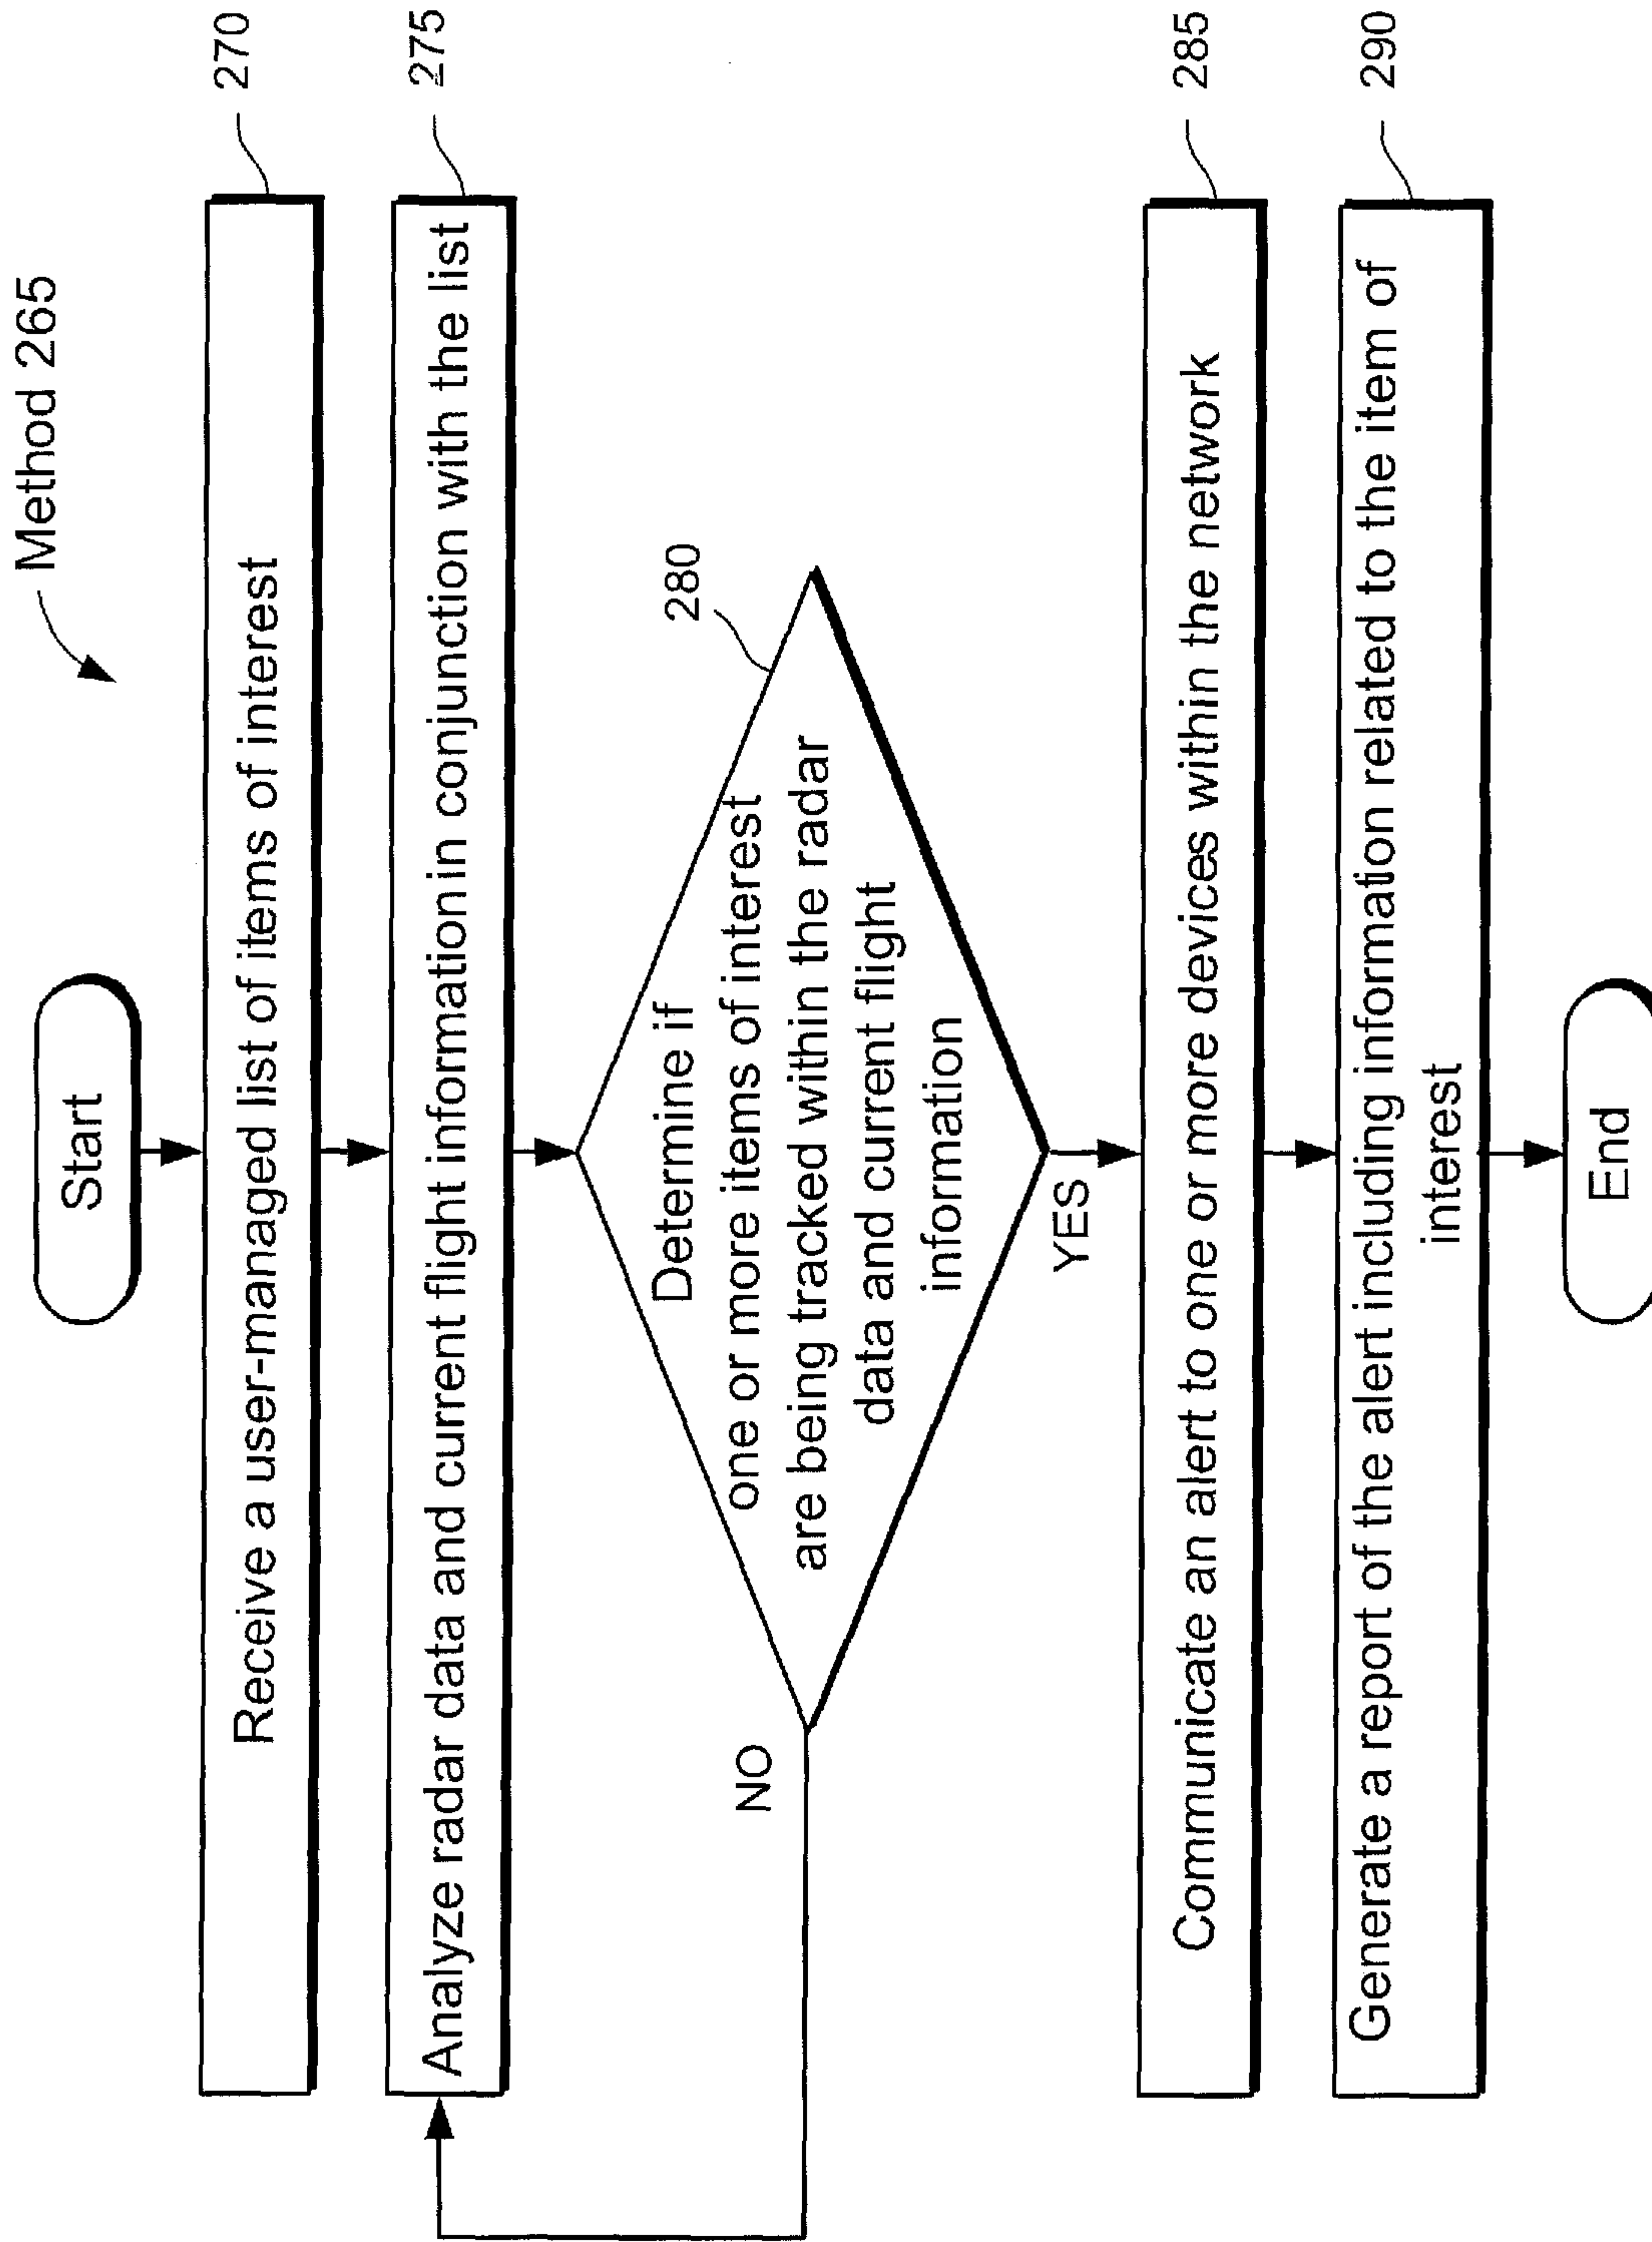 Method 265
Start
Receive a user-managed list of items of interest
270
Analyze radar data and current flight informationin conjunction with the list
275
280
Determine if
one or more items of interest
are being tracked within the radar
data and current flight
information
NO
YES
Communicate an alert to one or more devices within the network
285
Generate a report of the alert including information related to the item of
interest
290
End